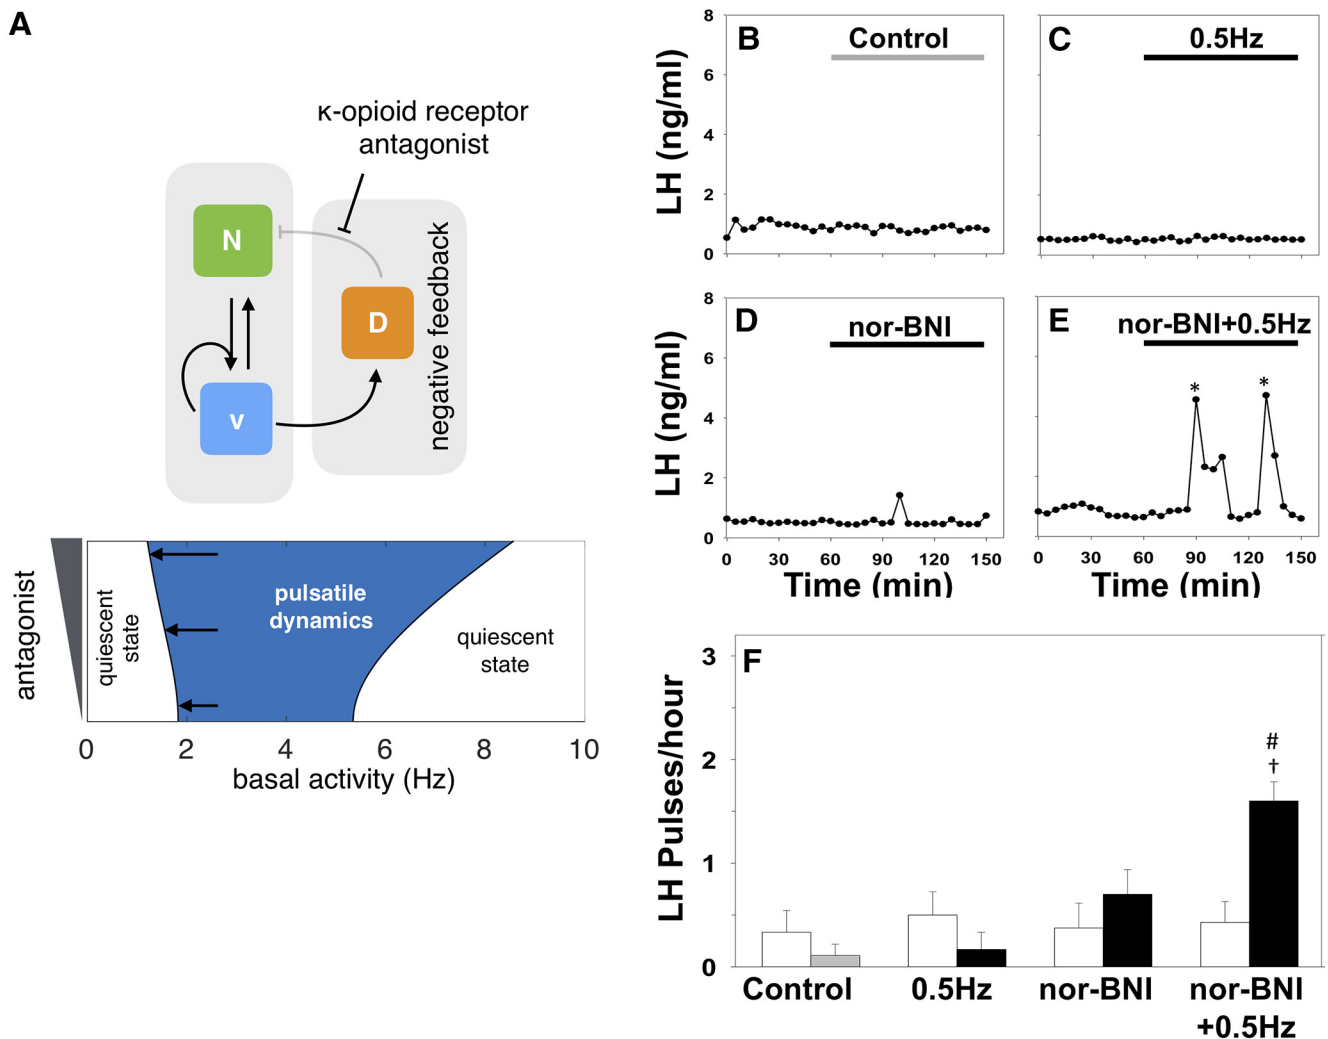 A
κ-opioid receptor
antagonist
N
D
v
negative feedback
antagonist
quiescent
state
pulsatile
dynamics
quiescent
state
0 2 4 6 8 10
basal activity (Hz)
B
Control
LH (ng/ml)
8
6
4
2
0
C
0.5Hz
D
nor-BNI
LH (ng/ml)
8
6
4
2
0
0 30 60 90 120 150
Time (min)
E
nor-BNI+0.5Hz
* *
0 30 60 90 120 150
Time (min)
F
LH Pulses/hour
3
2
1
0
#
†
Control 0.5Hz nor-BNI nor-BNI
+0.5Hz